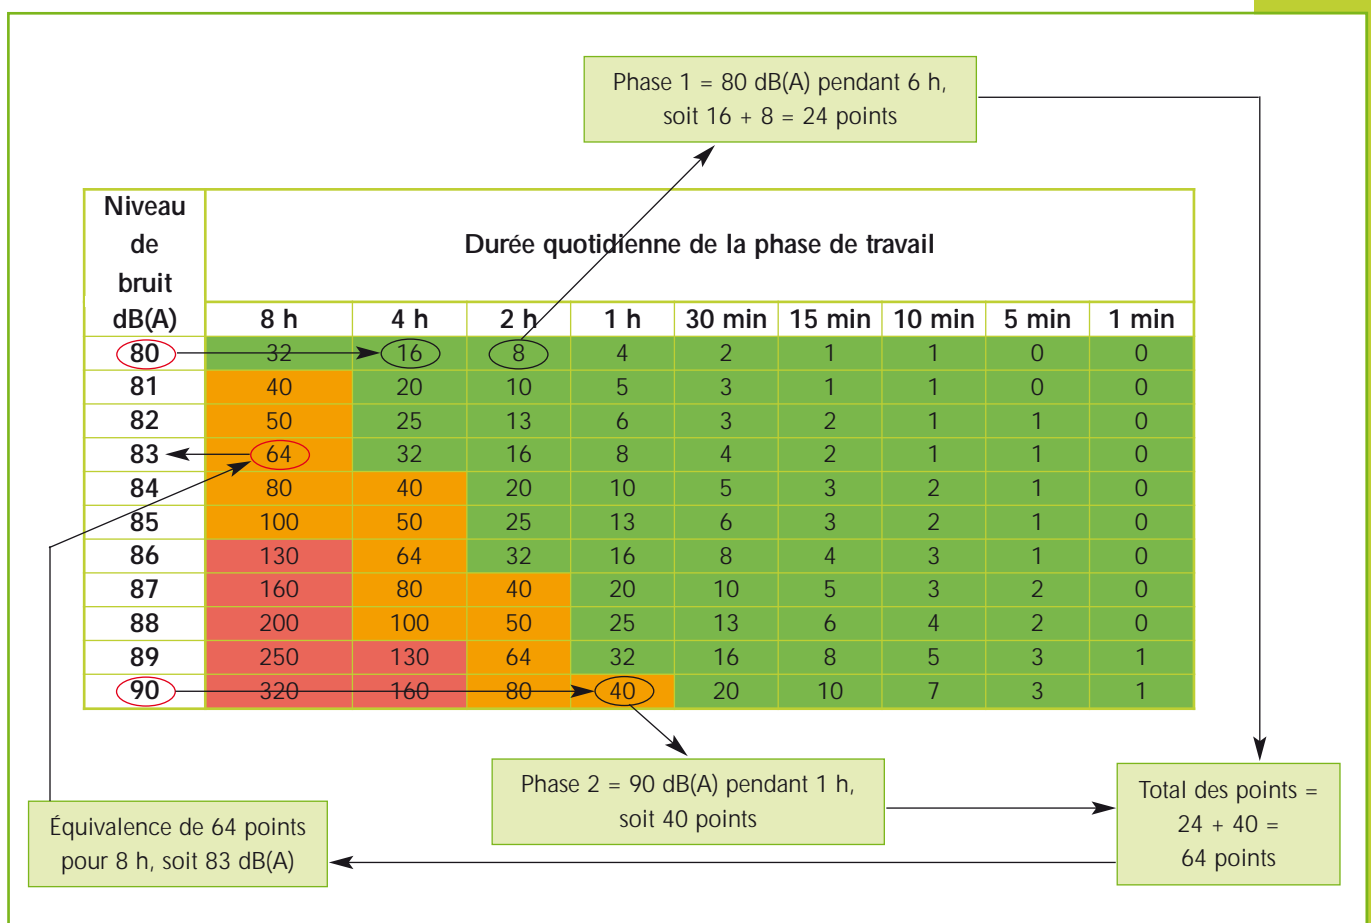 Phase 1 = 80 dB(A) pendant 6 h,
soit 16 + 8 = 24 points
Niveau
de
bruit
dB(A)
Durée quotidienne de la phase de travail
8 h 4 h 2 h 1 h 30 min 15 min 10 min 5 min 1 min
80 32 16 8 4 2 1 1 0 0
81 40 20 10 5 3 1 1 0 0
82 50 25 13 6 3 2 1 1 0
83 64 32 16 8 4 2 1 1 0
84 80 40 20 10 5 3 2 1 0
85 100 50 25 13 6 3 2 1 0
86 130 64 32 16 8 4 3 1 0
87 160 80 40 20 10 5 3 2 0
88 200 100 50 25 13 6 4 2 0
89 250 130 64 32 16 8 5 3 1
90 320 160 80 40 20 10 7 3 1
Phase 2 = 90 dB(A) pendant 1 h,
soit 40 points
Total des points =
24 + 40 =
64 points
Équivalence de 64 points
pour 8 h, soit 83 dB(A)